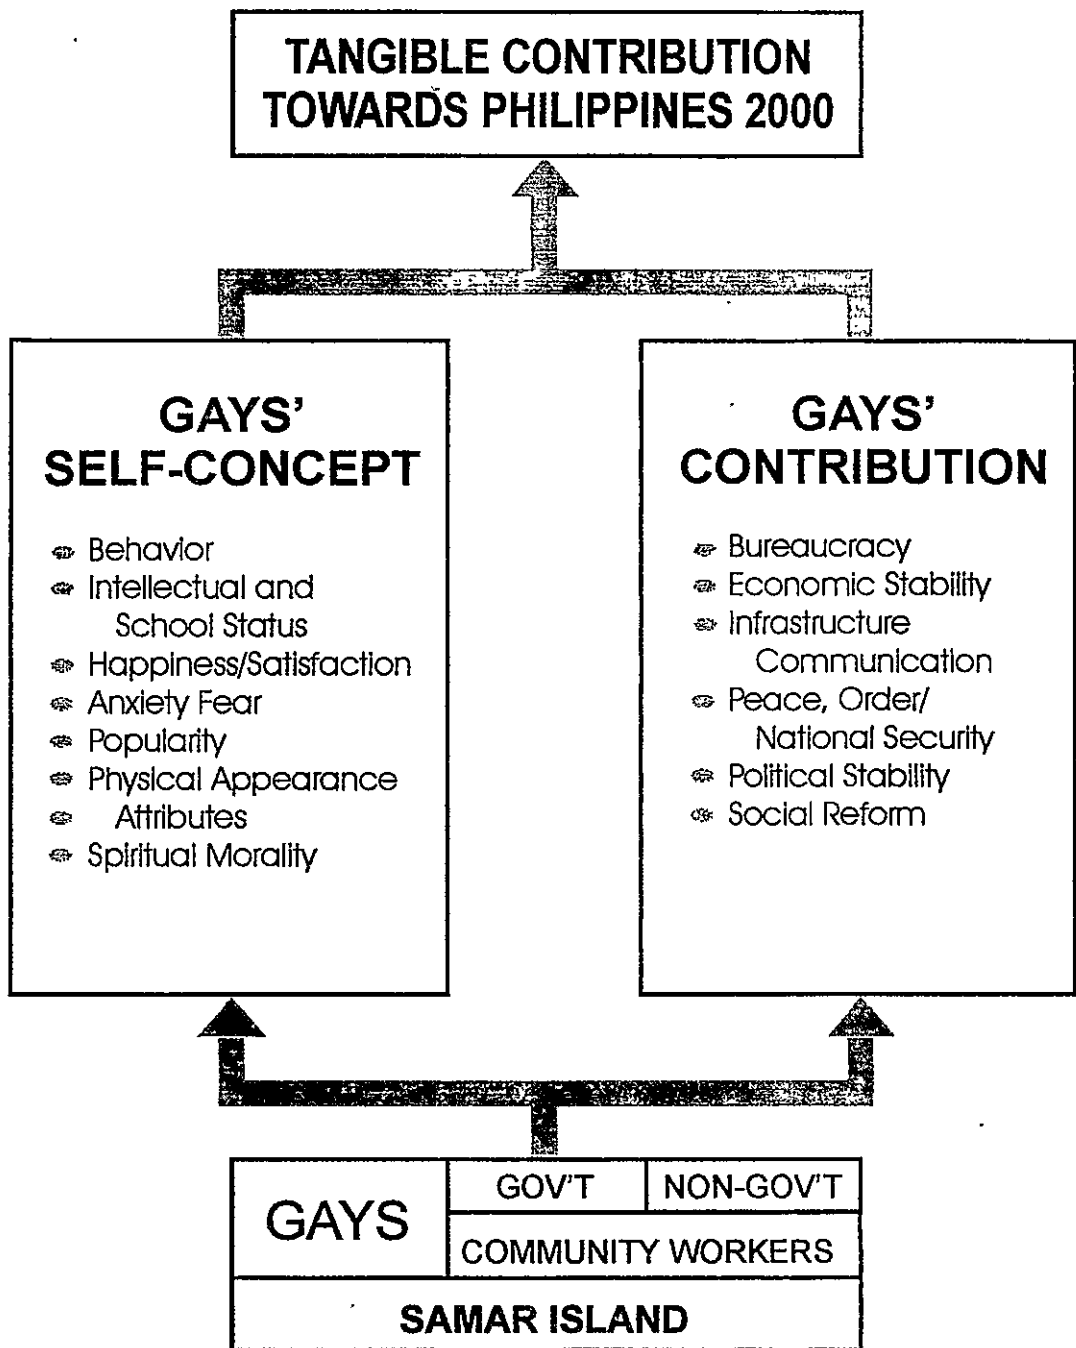 TANGIBLE CONTRIBUTION
TOWARDS PHILIPPINES 2000
GAYS'
SELF-CONCEPT
Behavior
Intellectual and
School Status
Happiness/Satisfaction
Anxiety Fear
Popularity
Physical Appearance
Attributes
Spiritual Morality
GAYS'
CONTRIBUTION
Bureaucracy
Economic Stability
Infrastructure
Communication
Peace, Order/
National Security
Political Stability
Social Reform
GAYS
GOV'T
NON-GOV'T
COMMUNITY WORKERS
SAMAR ISLAND